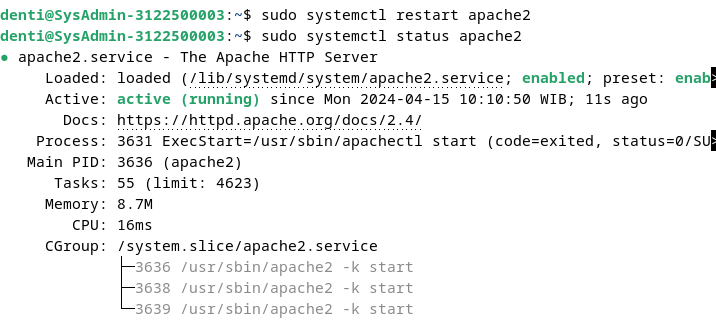 denti@SysAdmin-3122500003:~$ sudo systemctl restart apache2
denti@SysAdmin-3122500003:~$ sudo systemctl status apache2
● apache2.service - The Apache HTTP Server
     Loaded: loaded (/lib/systemd/system/apache2.service; enabled; preset: enab>
     Active: active (running) since Mon 2024-04-15 10:10:50 WIB; 11s ago
       Docs: https://httpd.apache.org/docs/2.4/
    Process: 3631 ExecStart=/usr/sbin/apachectl start (code=exited, status=0/SU>
   Main PID: 3636 (apache2)
      Tasks: 55 (limit: 4623)
     Memory: 8.7M
        CPU: 16ms
     CGroup: /system.slice/apache2.service
             ├─3636 /usr/sbin/apache2 -k start
             ├─3638 /usr/sbin/apache2 -k start
             └─3639 /usr/sbin/apache2 -k start